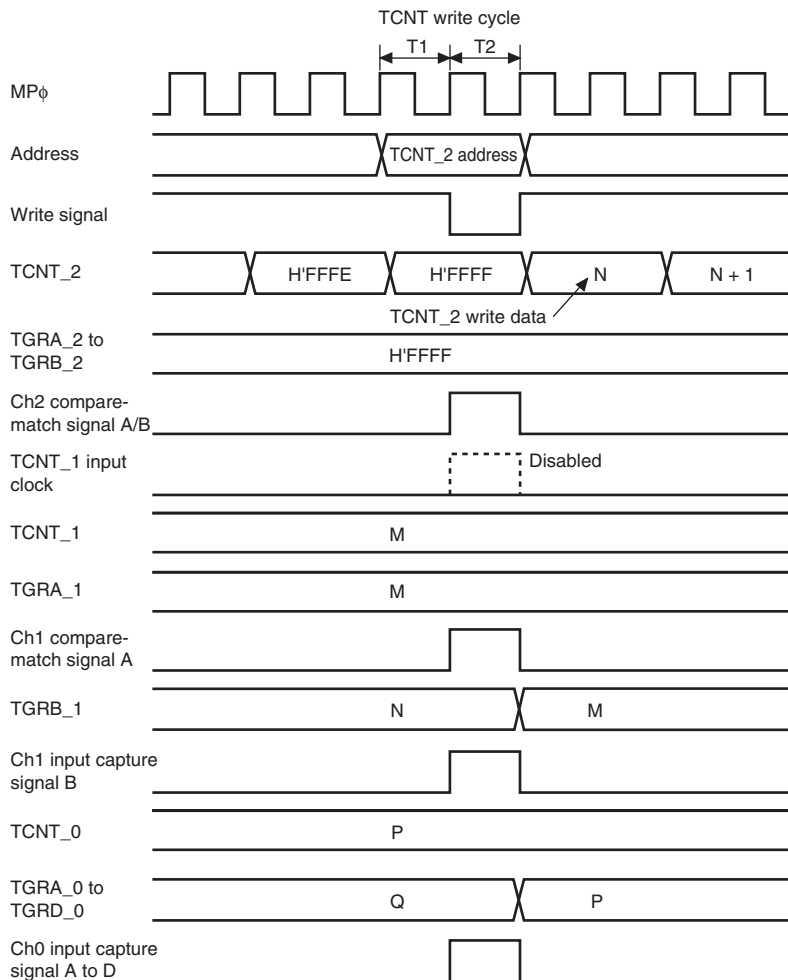 TCNT write cycle
T1 T2
MPϕ
Address
TCNT_2 address
Write signal
TCNT_2
H'FFFE H'FFFF N N + 1
TCNT_2 write data
TGRA_2 to
TGRB_2
H'FFFF
Ch2 compare-
match signal A/B
TCNT_1 input
clock
Disabled
TCNT_1
M
TGRA_1
M
Ch1 compare-
match signal A
TGRB_1
N M
Ch1 input capture
signal B
TCNT_0
P
TGRA_0 to
TGRD_0
Q P
Ch0 input capture
signal A to D